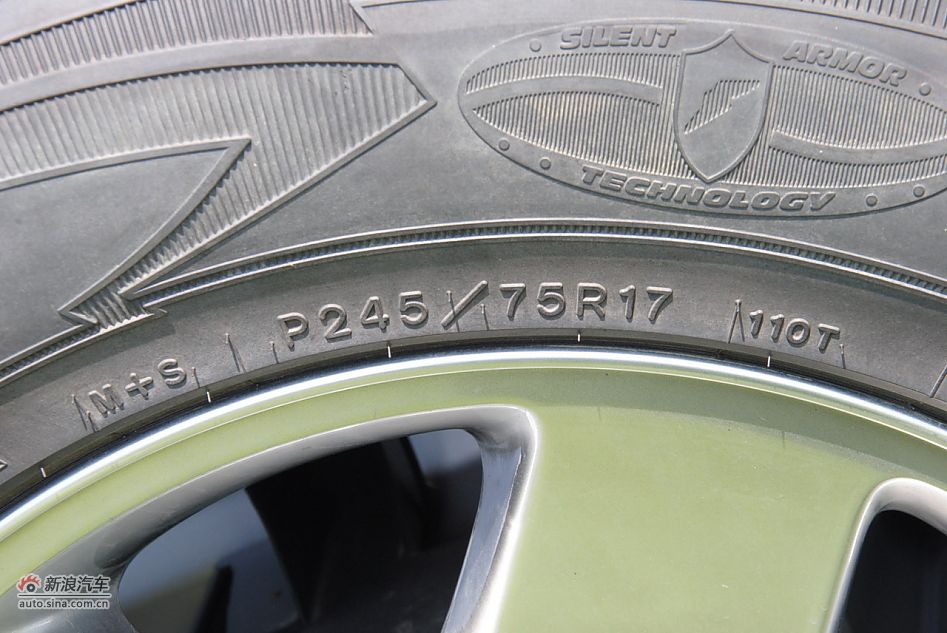 SILENT ARMOR
TECHNOLOGY
M+S P245/75R17 110T
新浪汽车
auto.sina.com.cn